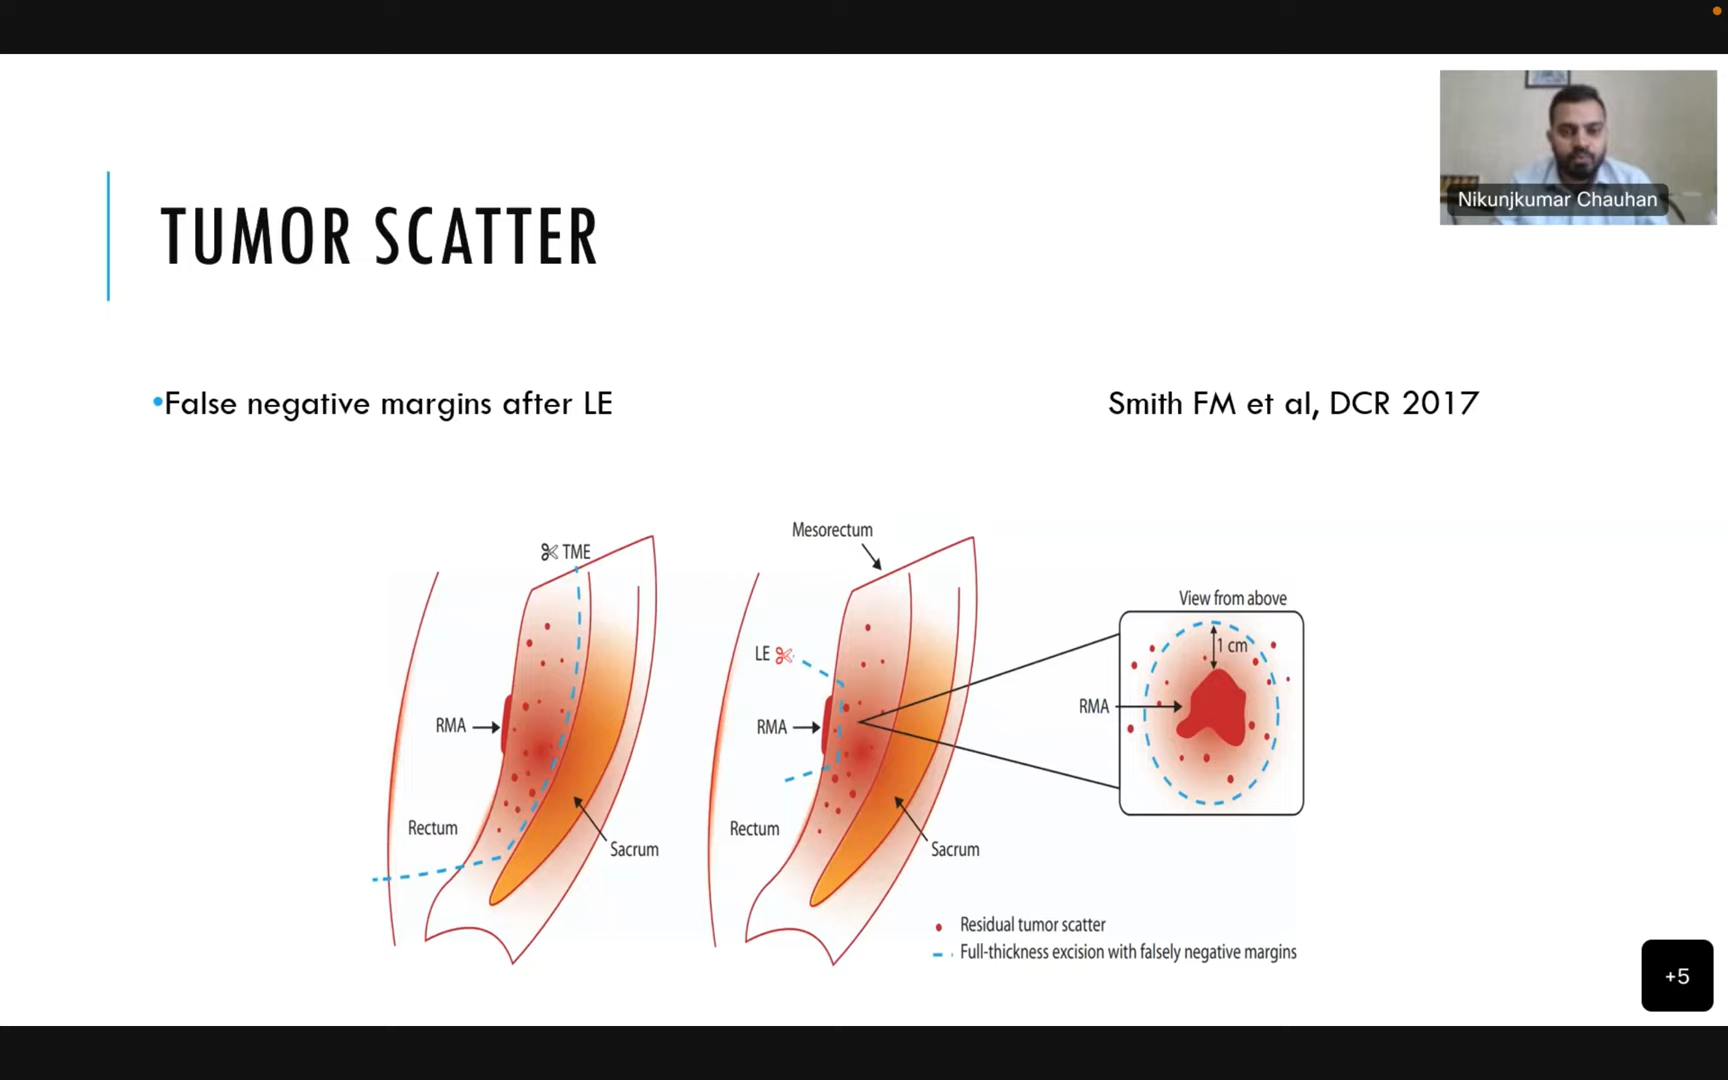 Nikunjkumar Chauhan
TUMOR SCATTER
•False negative margins after LE
Smith FM et al, DCR 2017
TME
RMA
Rectum
Sacrum
Mesorectum
LE
RMA
Rectum
Sacrum
View from above
1 cm
RMA
Residual tumor scatter
Full-thickness excision with falsely negative margins
+5